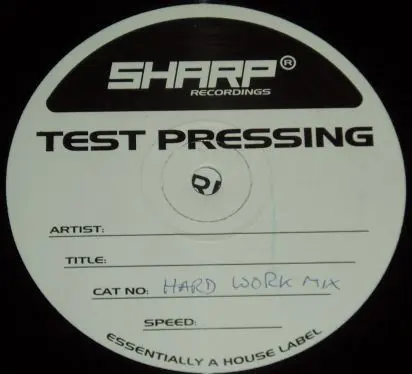 SHARP®
RECORDINGS
TEST PRESSING
ARTIST:
TITLE:
CAT NO: HARD WORK MIX
SPEED:
ESSENTIALLY A HOUSE LABEL